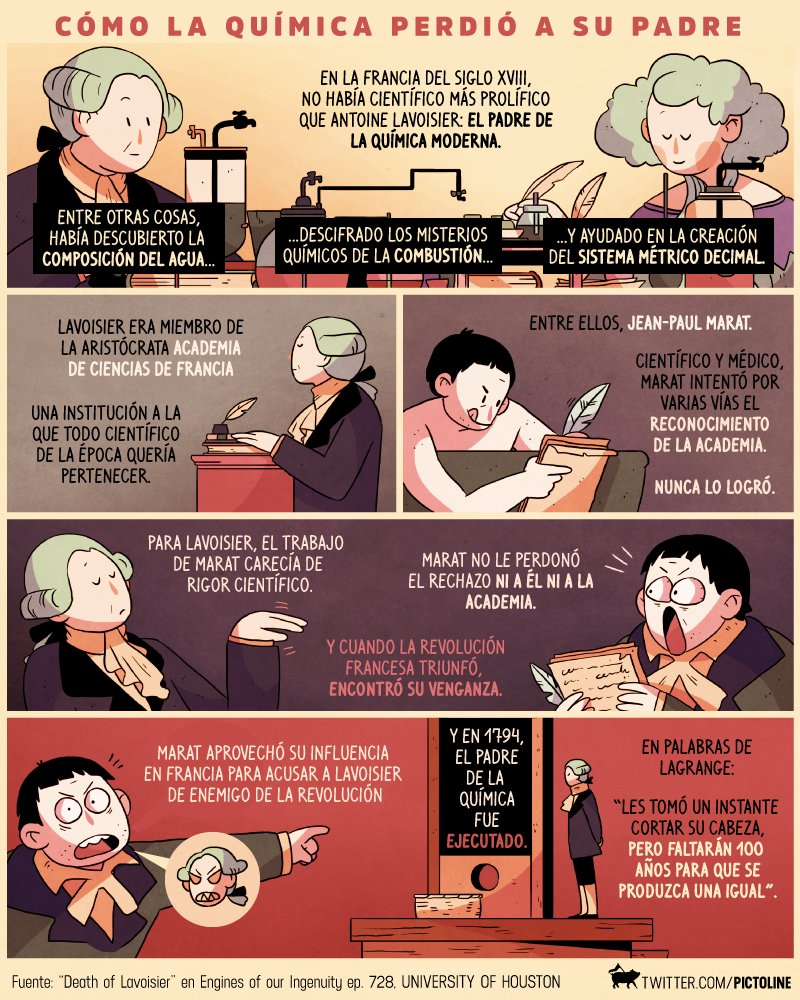 CÓMO LA QUÍMICA PERDIÓ A SU PADRE
EN LA FRANCIA DEL SIGLO XVIII,
NO HABÍA CIENTÍFICO MÁS PROLÍFICO
QUE ANTOINE LAVOISIER: EL PADRE DE
LA QUÍMICA MODERNA.
ENTRE OTRAS COSAS,
HABÍA DESCUBIERTO LA
COMPOSICIÓN DEL AGUA...
...DESCIFRADO LOS MISTERIOS
QUÍMICOS DE LA COMBUSTIÓN...
...Y AYUDADO EN LA CREACIÓN
DEL SISTEMA MÉTRICO DECIMAL.
LAVOISIER ERA MIEMBRO DE
LA ARISTÓCRATA ACADEMIA
DE CIENCIAS DE FRANCIA
UNA INSTITUCIÓN A LA
QUE TODO CIENTÍFICO
DE LA ÉPOCA QUERÍA
PERTENECER.
ENTRE ELLOS, JEAN-PAUL MARAT.
CIENTÍFICO Y MÉDICO,
MARAT INTENTÓ POR
VARIAS VÍAS EL
RECONOCIMIENTO
DE LA ACADEMIA.
NUNCA LO LOGRÓ.
PARA LAVOISIER, EL TRABAJO
DE MARAT CARECÍA DE
RIGOR CIENTÍFICO.
MARAT NO LE PERDONÓ
EL RECHAZO NI A ÉL NI A LA
ACADEMIA.
Y CUANDO LA REVOLUCIÓN
FRANCESA TRIUNFÓ,
ENCONTRÓ SU VENGANZA.
MARAT APROVECHÓ SU INFLUENCIA
EN FRANCIA PARA ACUSAR A LAVOISIER
DE ENEMIGO DE LA REVOLUCIÓN
Y EN 1794,
EL PADRE
DE LA
QUÍMICA
FUE
EJECUTADO.
EN PALABRAS DE
LAGRANGE:
“LES TOMÓ UN INSTANTE
CORTAR SU CABEZA,
PERO FALTARÁN 100
AÑOS PARA QUE SE
PRODUZCA UNA IGUAL”.
Fuente: “Death of Lavoisier” en Engines of our Ingenuity ep. 728, UNIVERSITY OF HOUSTON
TWITTER.COM/PICTOLINE